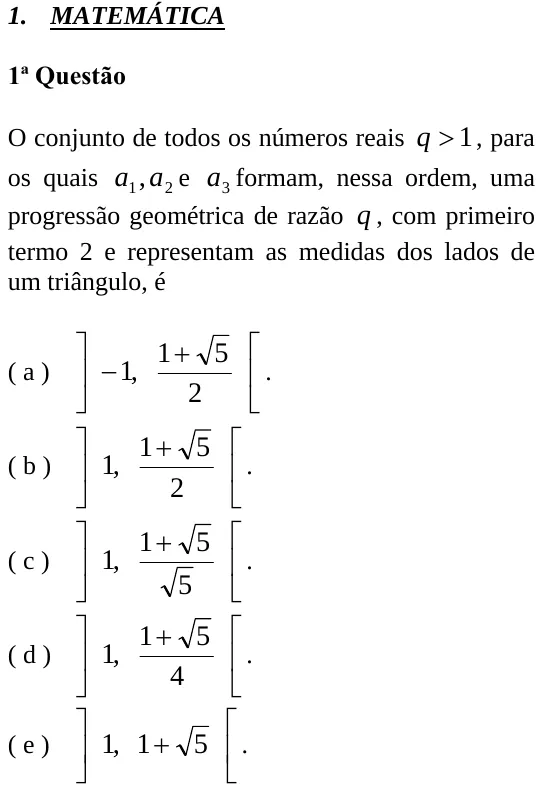 1. MATEMÁTICA
1ª Questão
O conjunto de todos os números reais q > 1, para
os quais a₁, a₂ e a₃ formam, nessa ordem, uma
progressão geométrica de razão q, com primeiro
termo 2 e representam as medidas dos lados de
um triângulo, é
( a ) ] −1, (1 + √5)/2 [ .
( b ) ] 1, (1 + √5)/2 [ .
( c ) ] 1, (1 + √5)/√5 [ .
( d ) ] 1, (1 + √5)/4 [ .
( e ) ] 1, 1 + √5 [ .